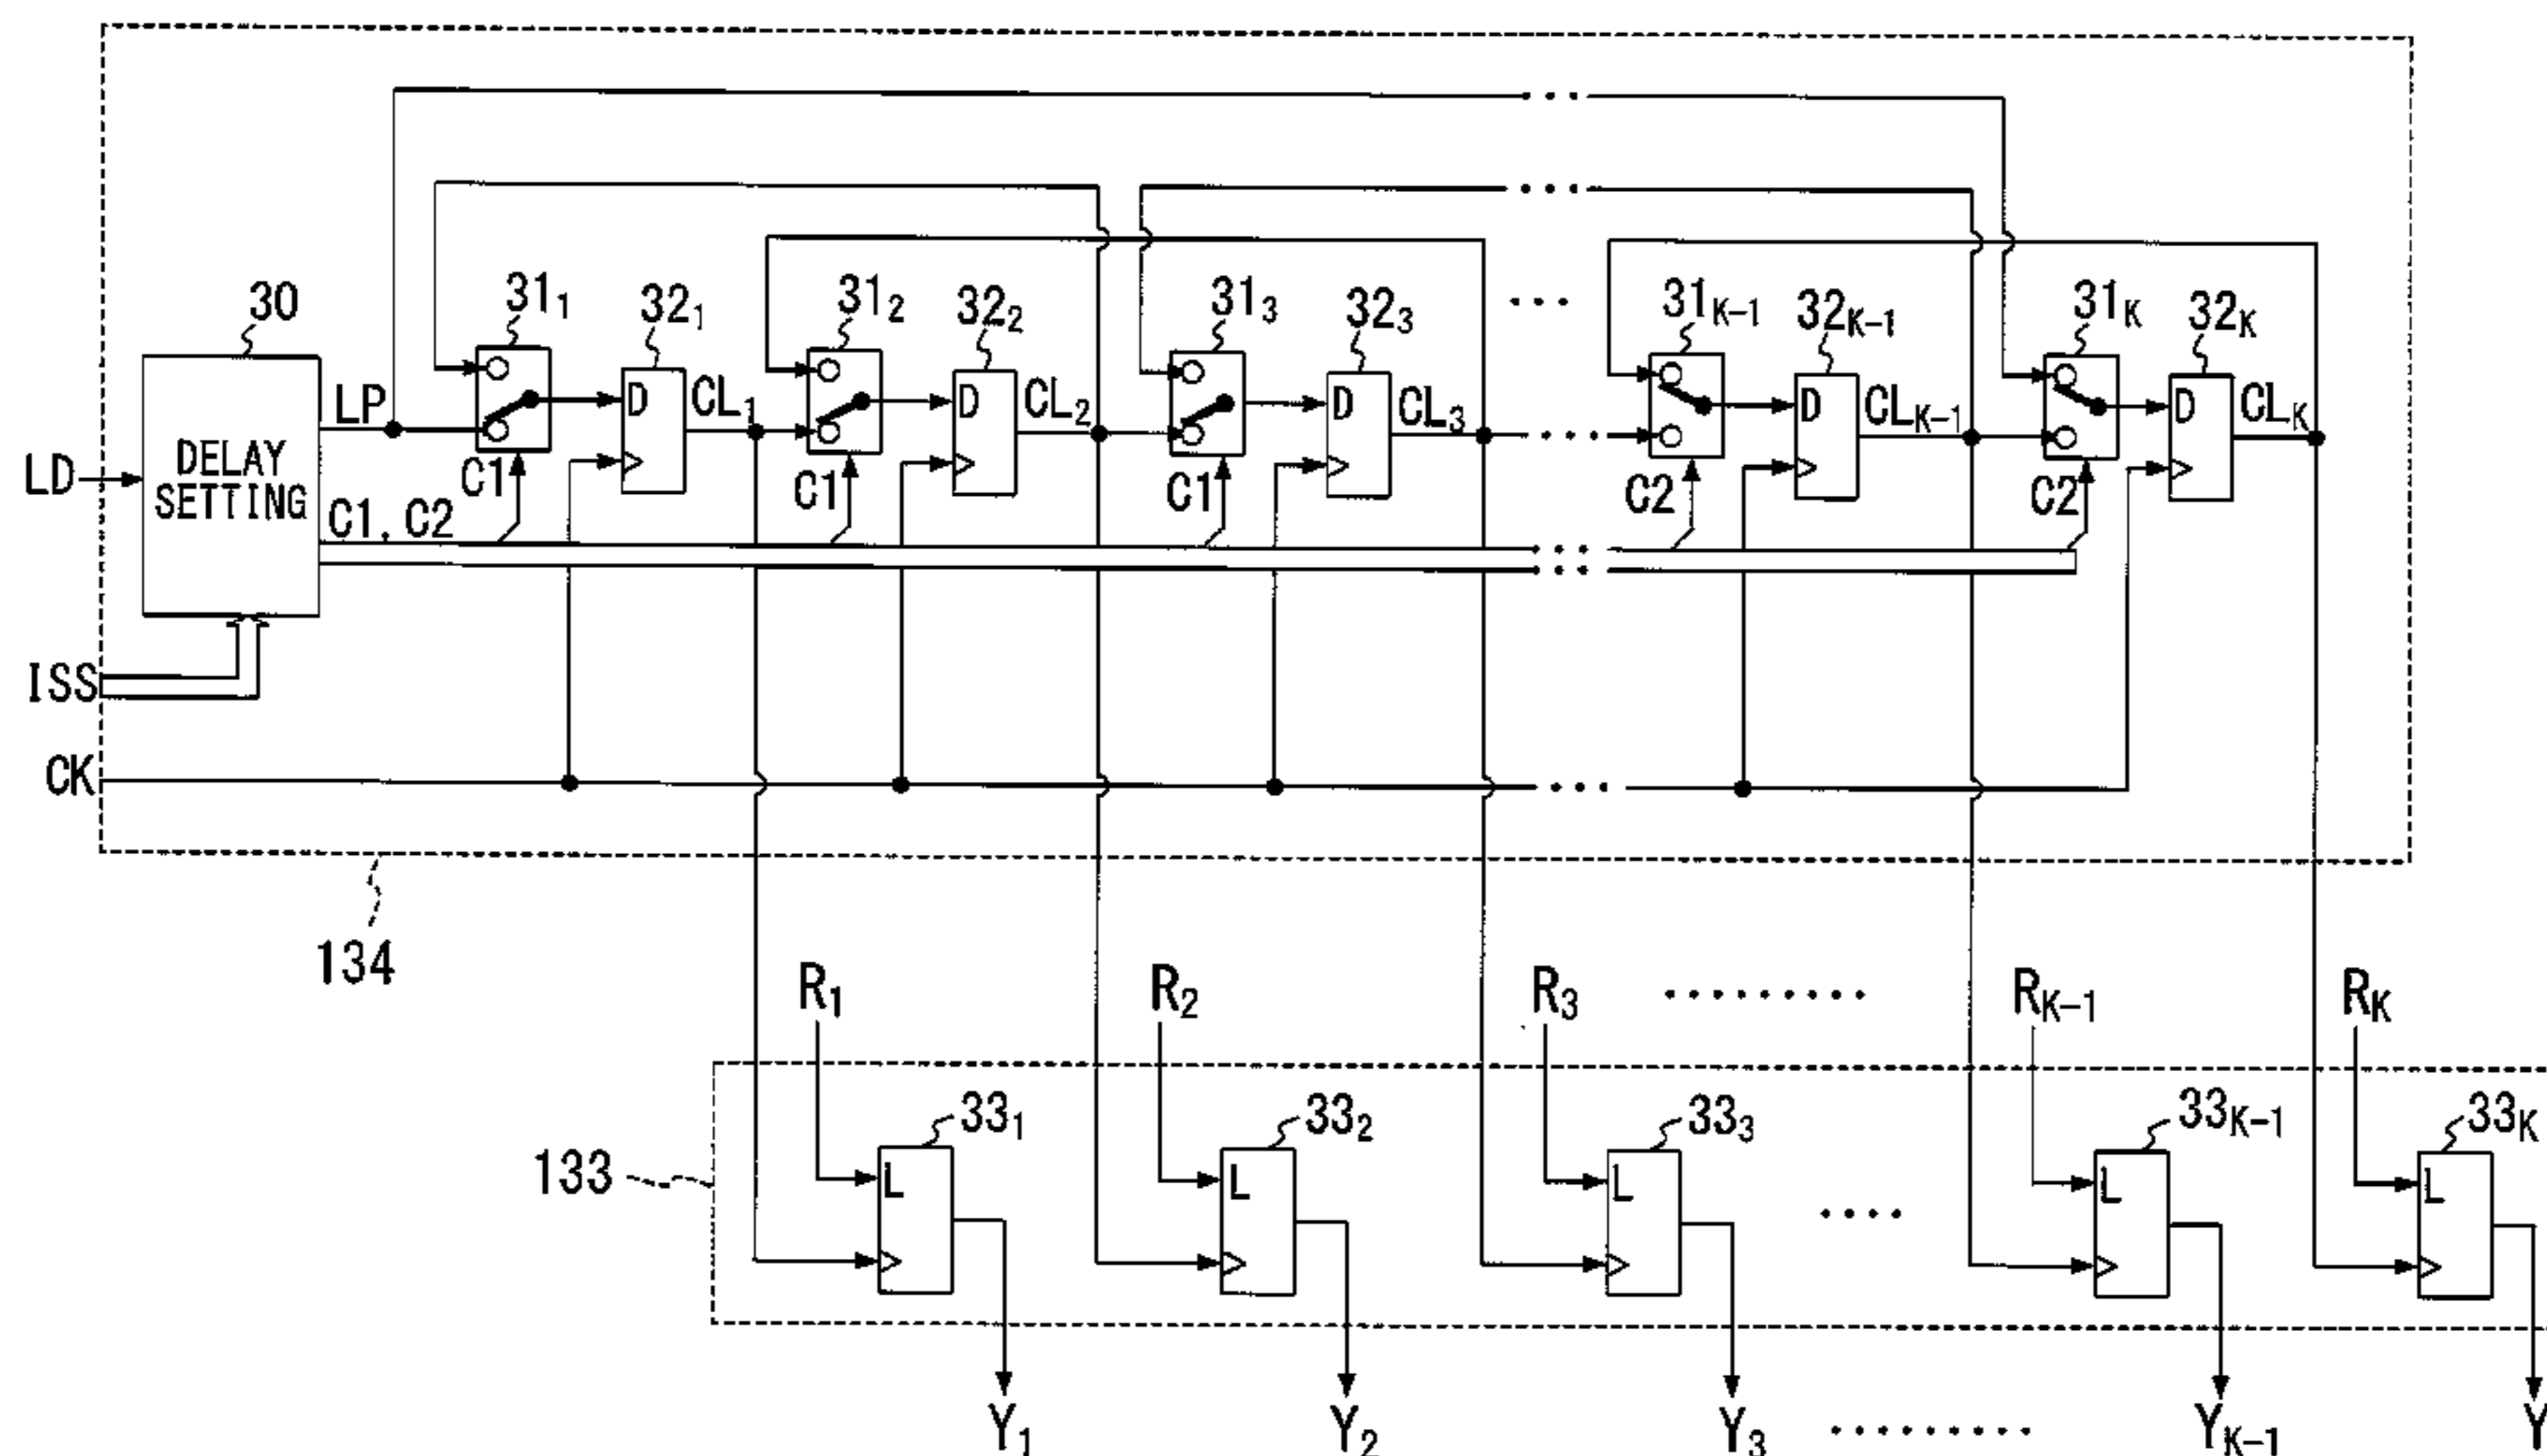 30
31₁
32₁
31₂
32₂
31₃
32₃
31K-1
32K-1
31K
32K
LP
D
CL₁
D
CL₂
D
CL₃
D
CLK-1
D
CLK
LD
DELAY
SETTING
C1
C1
C1
C2
C2
C1, C2
ISS
CK
134
R₁
R₂
R₃
RK-1
RK
133
33₁
33₂
33₃
33K-1
33K
L
L
L
L
L
Y₁
Y₂
Y₃
YK-1
Y